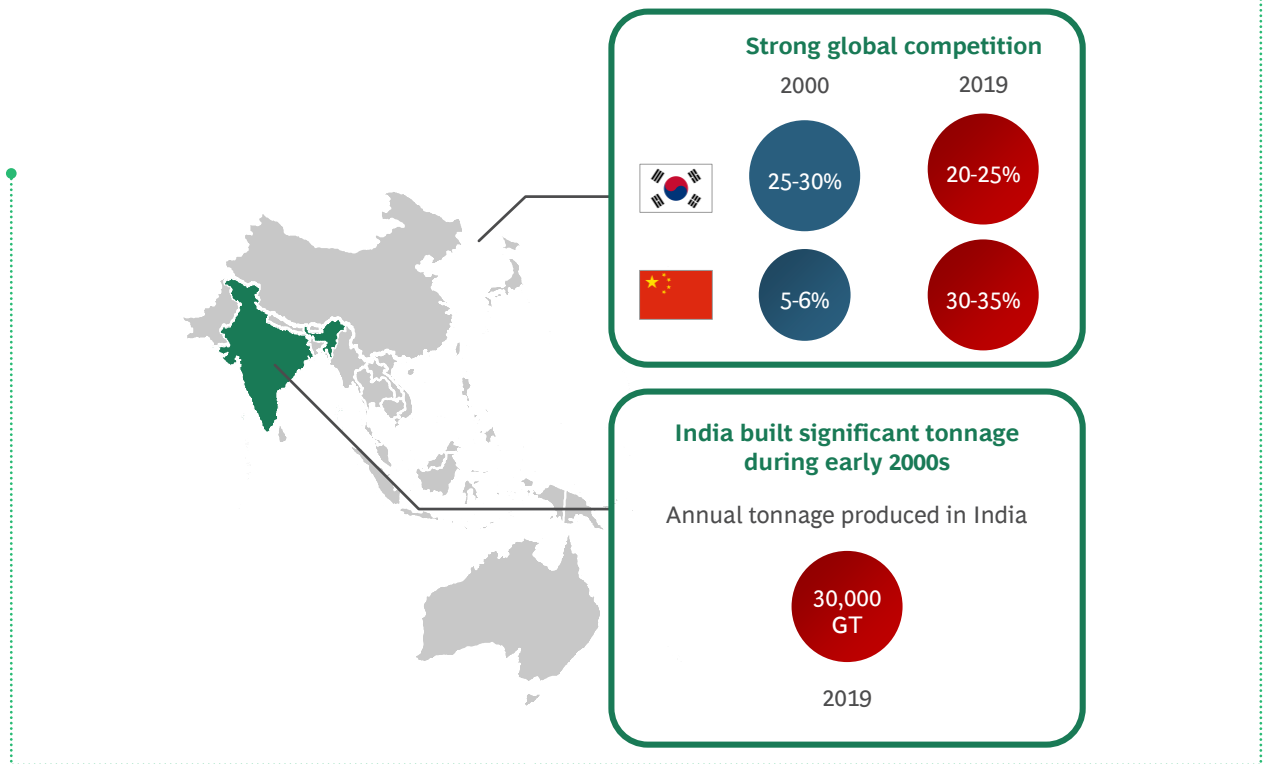 Strong global competition
2000 2019
25-30% 20-25%
5-6% 30-35%
India built significant tonnage
during early 2000s
Annual tonnage produced in India
30,000
GT
2019